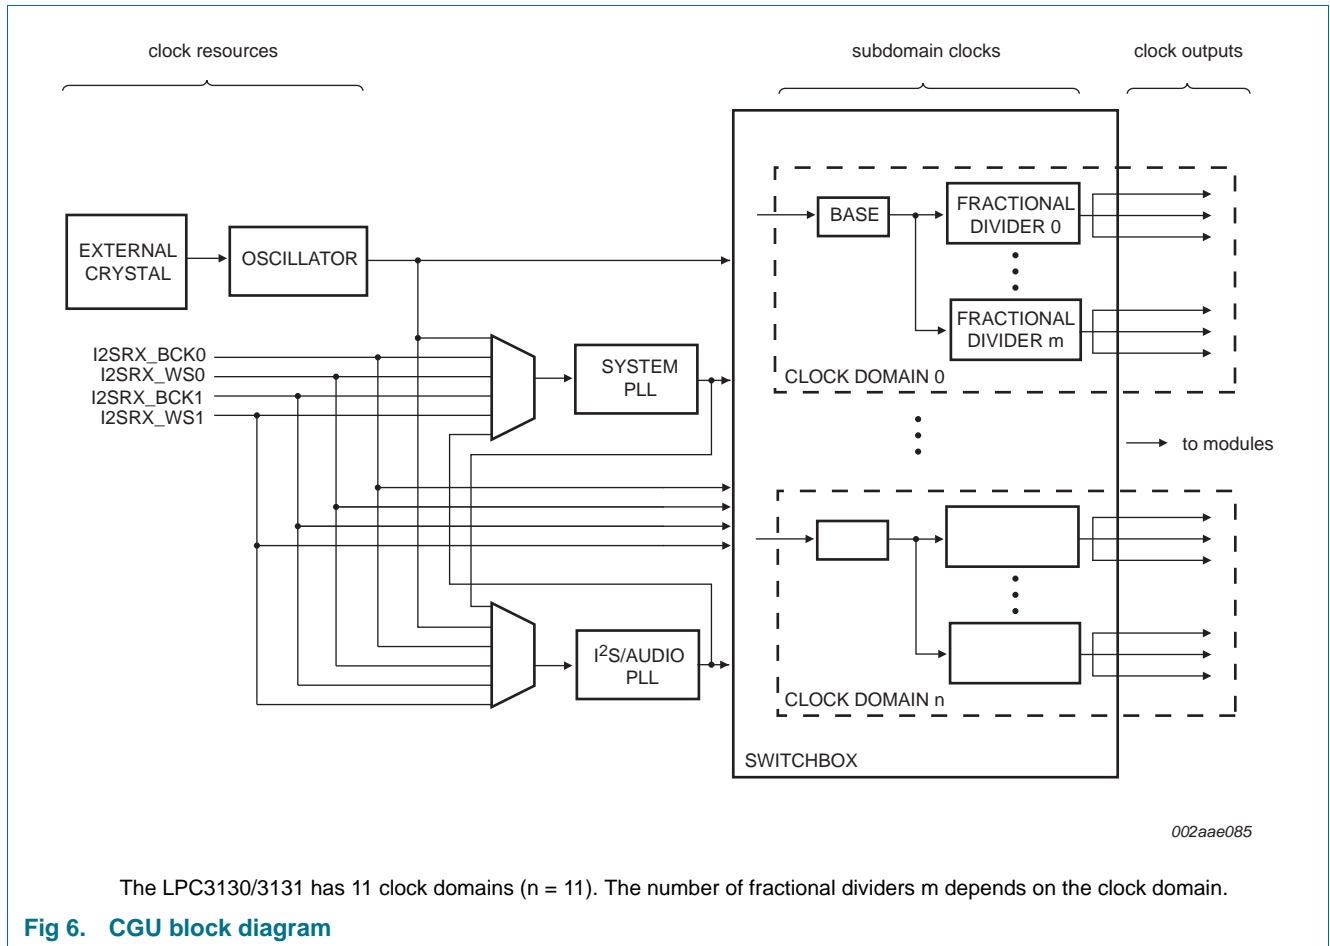 clock resources
subdomain clocks
clock outputs
EXTERNAL
CRYSTAL
OSCILLATOR
BASE
FRACTIONAL
DIVIDER 0
FRACTIONAL
DIVIDER m
CLOCK DOMAIN 0
I2SRX_BCK0
I2SRX_WS0
I2SRX_BCK1
I2SRX_WS1
SYSTEM
PLL
to modules
I²S/AUDIO
PLL
CLOCK DOMAIN n
SWITCHBOX
002aae085
The LPC3130/3131 has 11 clock domains (n = 11). The number of fractional dividers m depends on the clock domain.
Fig 6. CGU block diagram